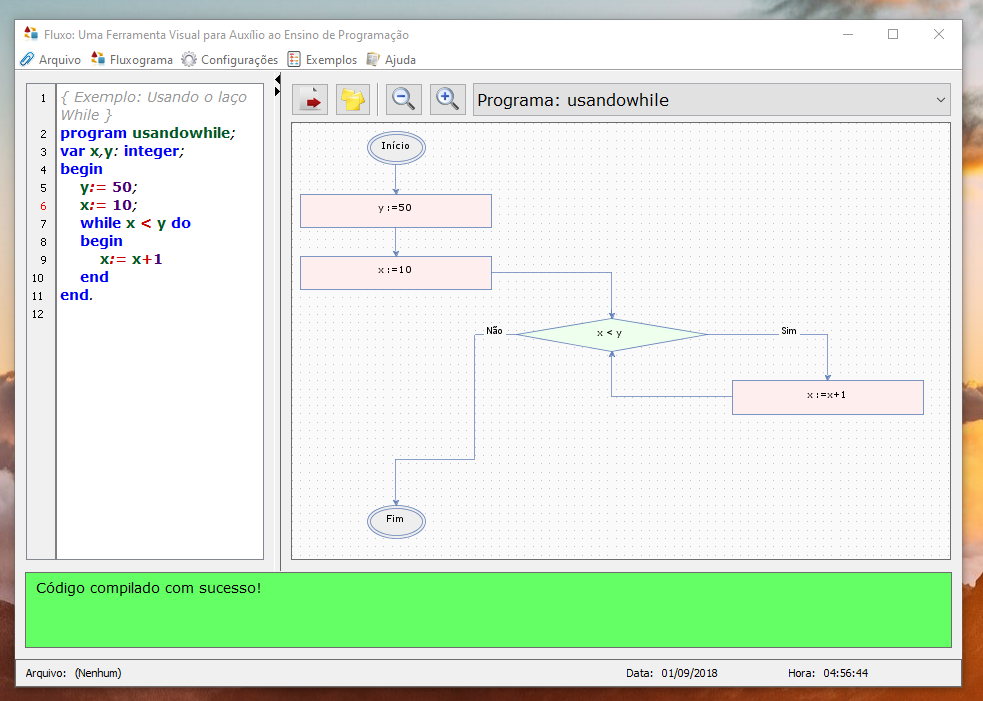 Fluxo: Uma Ferramenta Visual para Auxílio ao Ensino de Programação
Arquivo Fluxograma Configurações Exemplos Ajuda
Programa: usandowhile
1 { Exemplo: Usando o laço
While }
2 program usandowhile;
3 var x,y: integer;
4 begin
5 y:= 50;
6 x:= 10;
7 while x < y do
8 begin
9 x:= x+1
10 end
11 end.
12
Início
y :=50
x :=10
Não
x < y
Sim
x :=x+1
Fim
Código compilado com sucesso!
Arquivo: (Nenhum) Data: 01/09/2018 Hora: 04:56:44